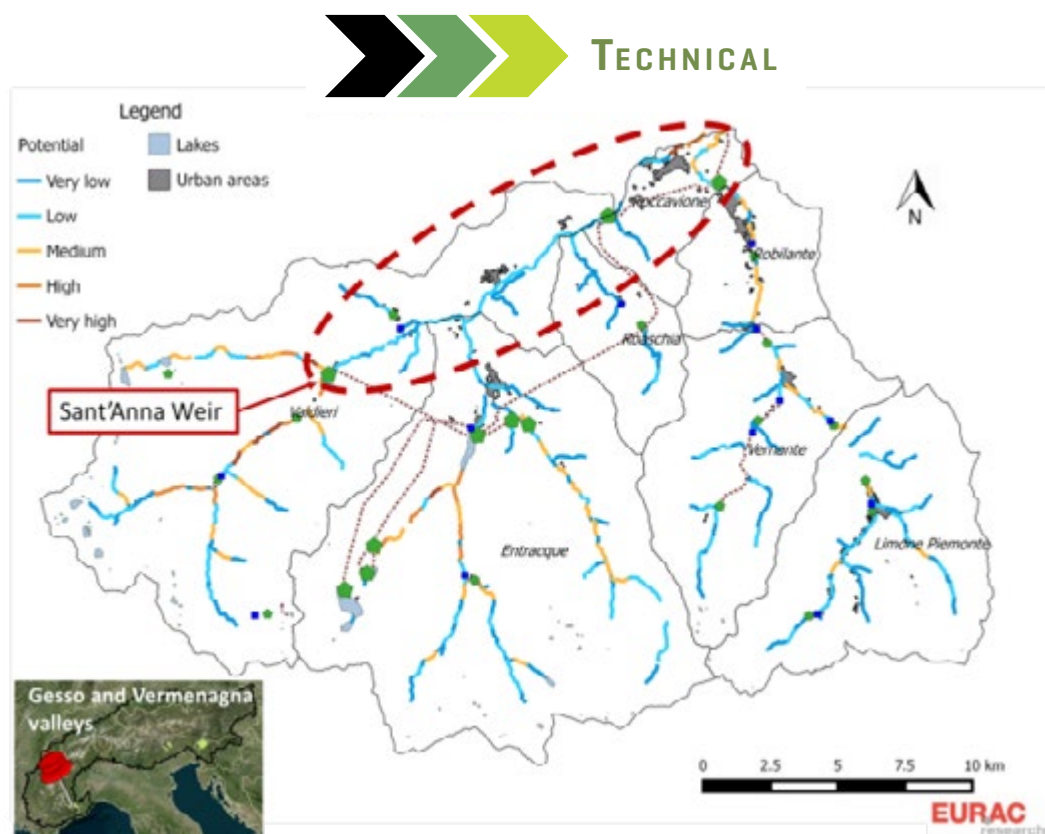 TECHNICAL
Legend
Potential
Lakes
Very low
Urban areas
Low
Medium
High
Very high
N
Roccavione
Robilante
Roaschia
Sant'Anna Weir
Valdieri
Vernante
Entracque
Limone Piemonte
Gesso and Vermenagna
valleys
0 2.5 5 7.5 10 km
EURAC
research